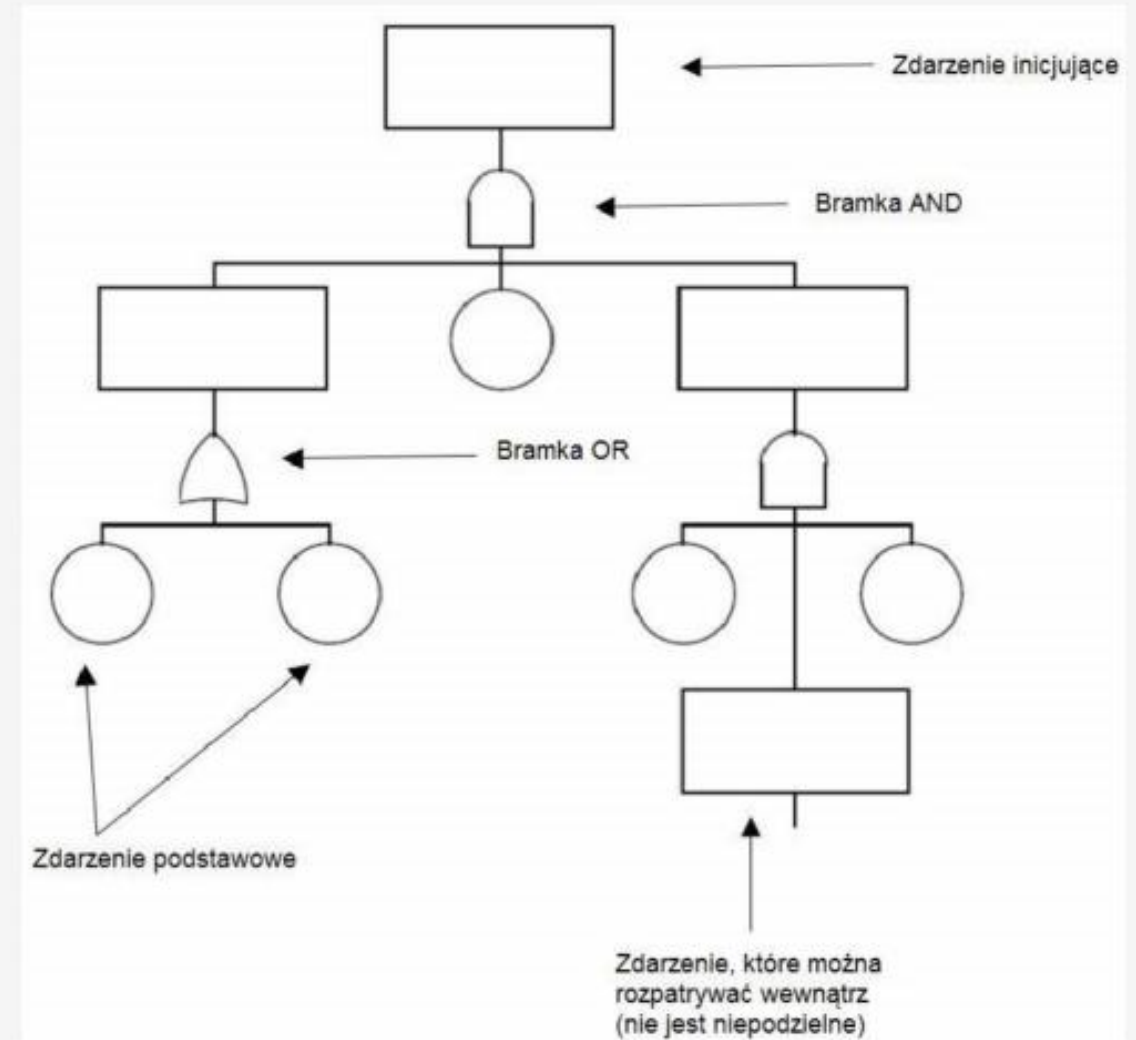 Zdarzenie inicjujące
Bramka AND
Bramka OR
Zdarzenie podstawowe
Zdarzenie, które można
rozpatrywać wewnątrz
(nie jest niepodzielne)